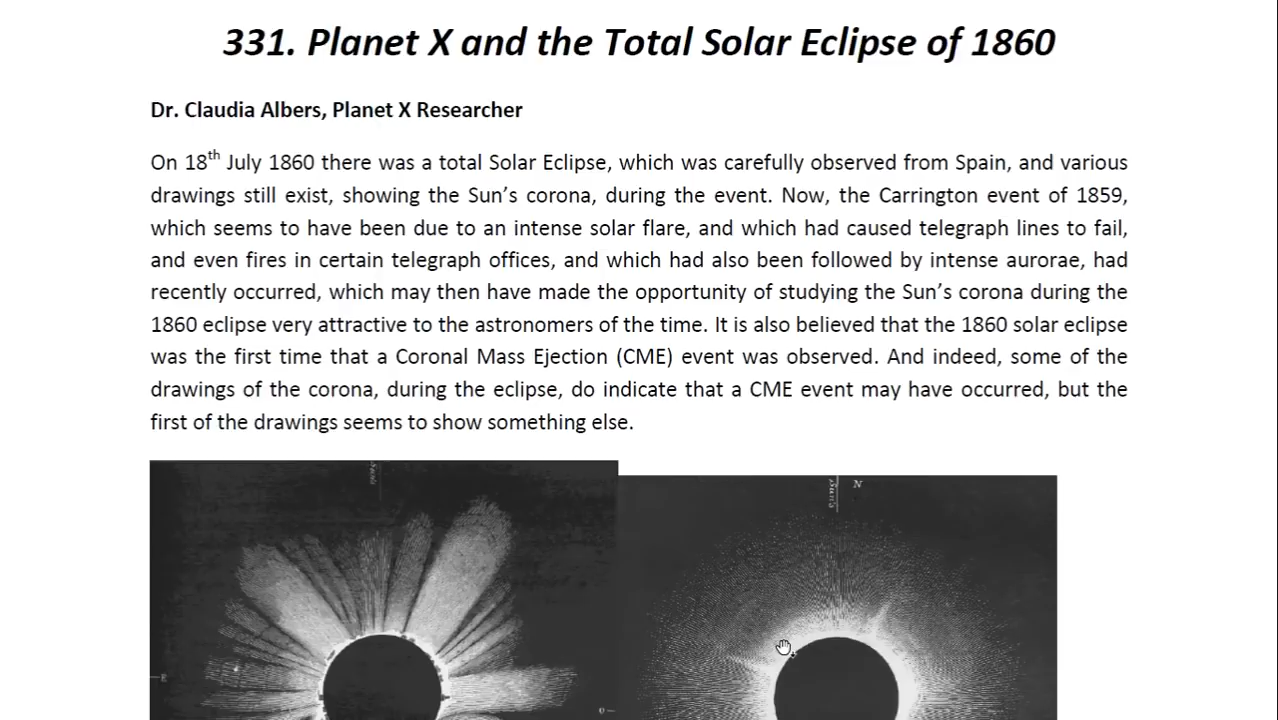 331. Planet X and the Total Solar Eclipse of 1860
Dr. Claudia Albers, Planet X Researcher
On 18th July 1860 there was a total Solar Eclipse, which was carefully observed from Spain, and various
drawings still exist, showing the Sun’s corona, during the event. Now, the Carrington event of 1859,
which seems to have been due to an intense solar flare, and which had caused telegraph lines to fail,
and even fires in certain telegraph offices, and which had also been followed by intense aurorae, had
recently occurred, which may then have made the opportunity of studying the Sun’s corona during the
1860 eclipse very attractive to the astronomers of the time. It is also believed that the 1860 solar eclipse
was the first time that a Coronal Mass Ejection (CME) event was observed. And indeed, some of the
drawings of the corona, during the eclipse, do indicate that a CME event may have occurred, but the
first of the drawings seems to show something else.
N
E